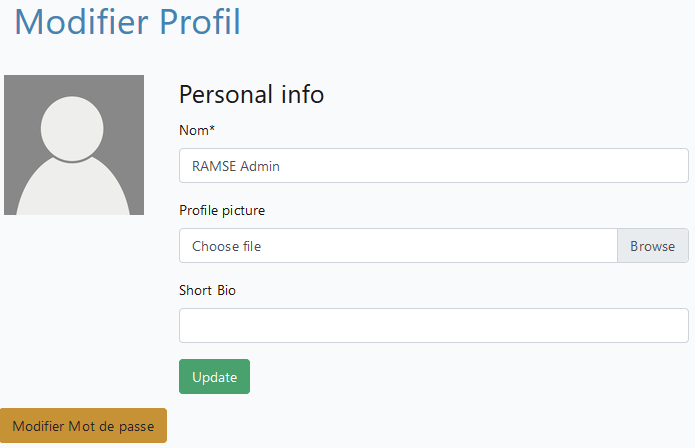 Modifier Profil
Personal info
Nom*
RAMSE Admin
Profile picture
Choose file
Browse
Short Bio
Update
Modifier Mot de passe